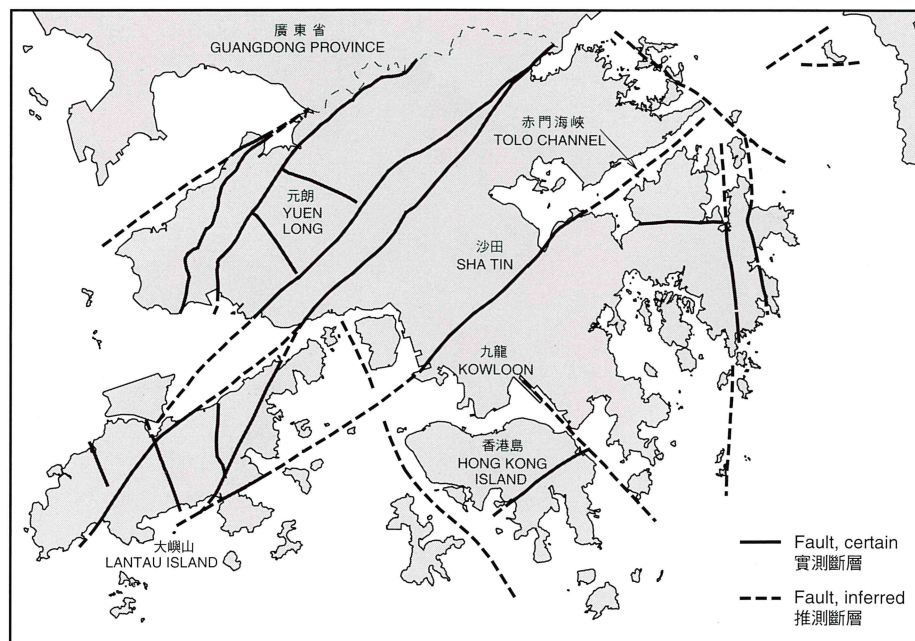 廣東省
GUANGDONG PROVINCE
赤門海峽
TOLO CHANNEL
元朗
YUEN
LONG
沙田
SHA TIN
九龍
KOWLOON
香港島
HONG KONG
ISLAND
大嶼山
LANTAU ISLAND
Fault, certain
實測斷層
Fault, inferred
推測斷層